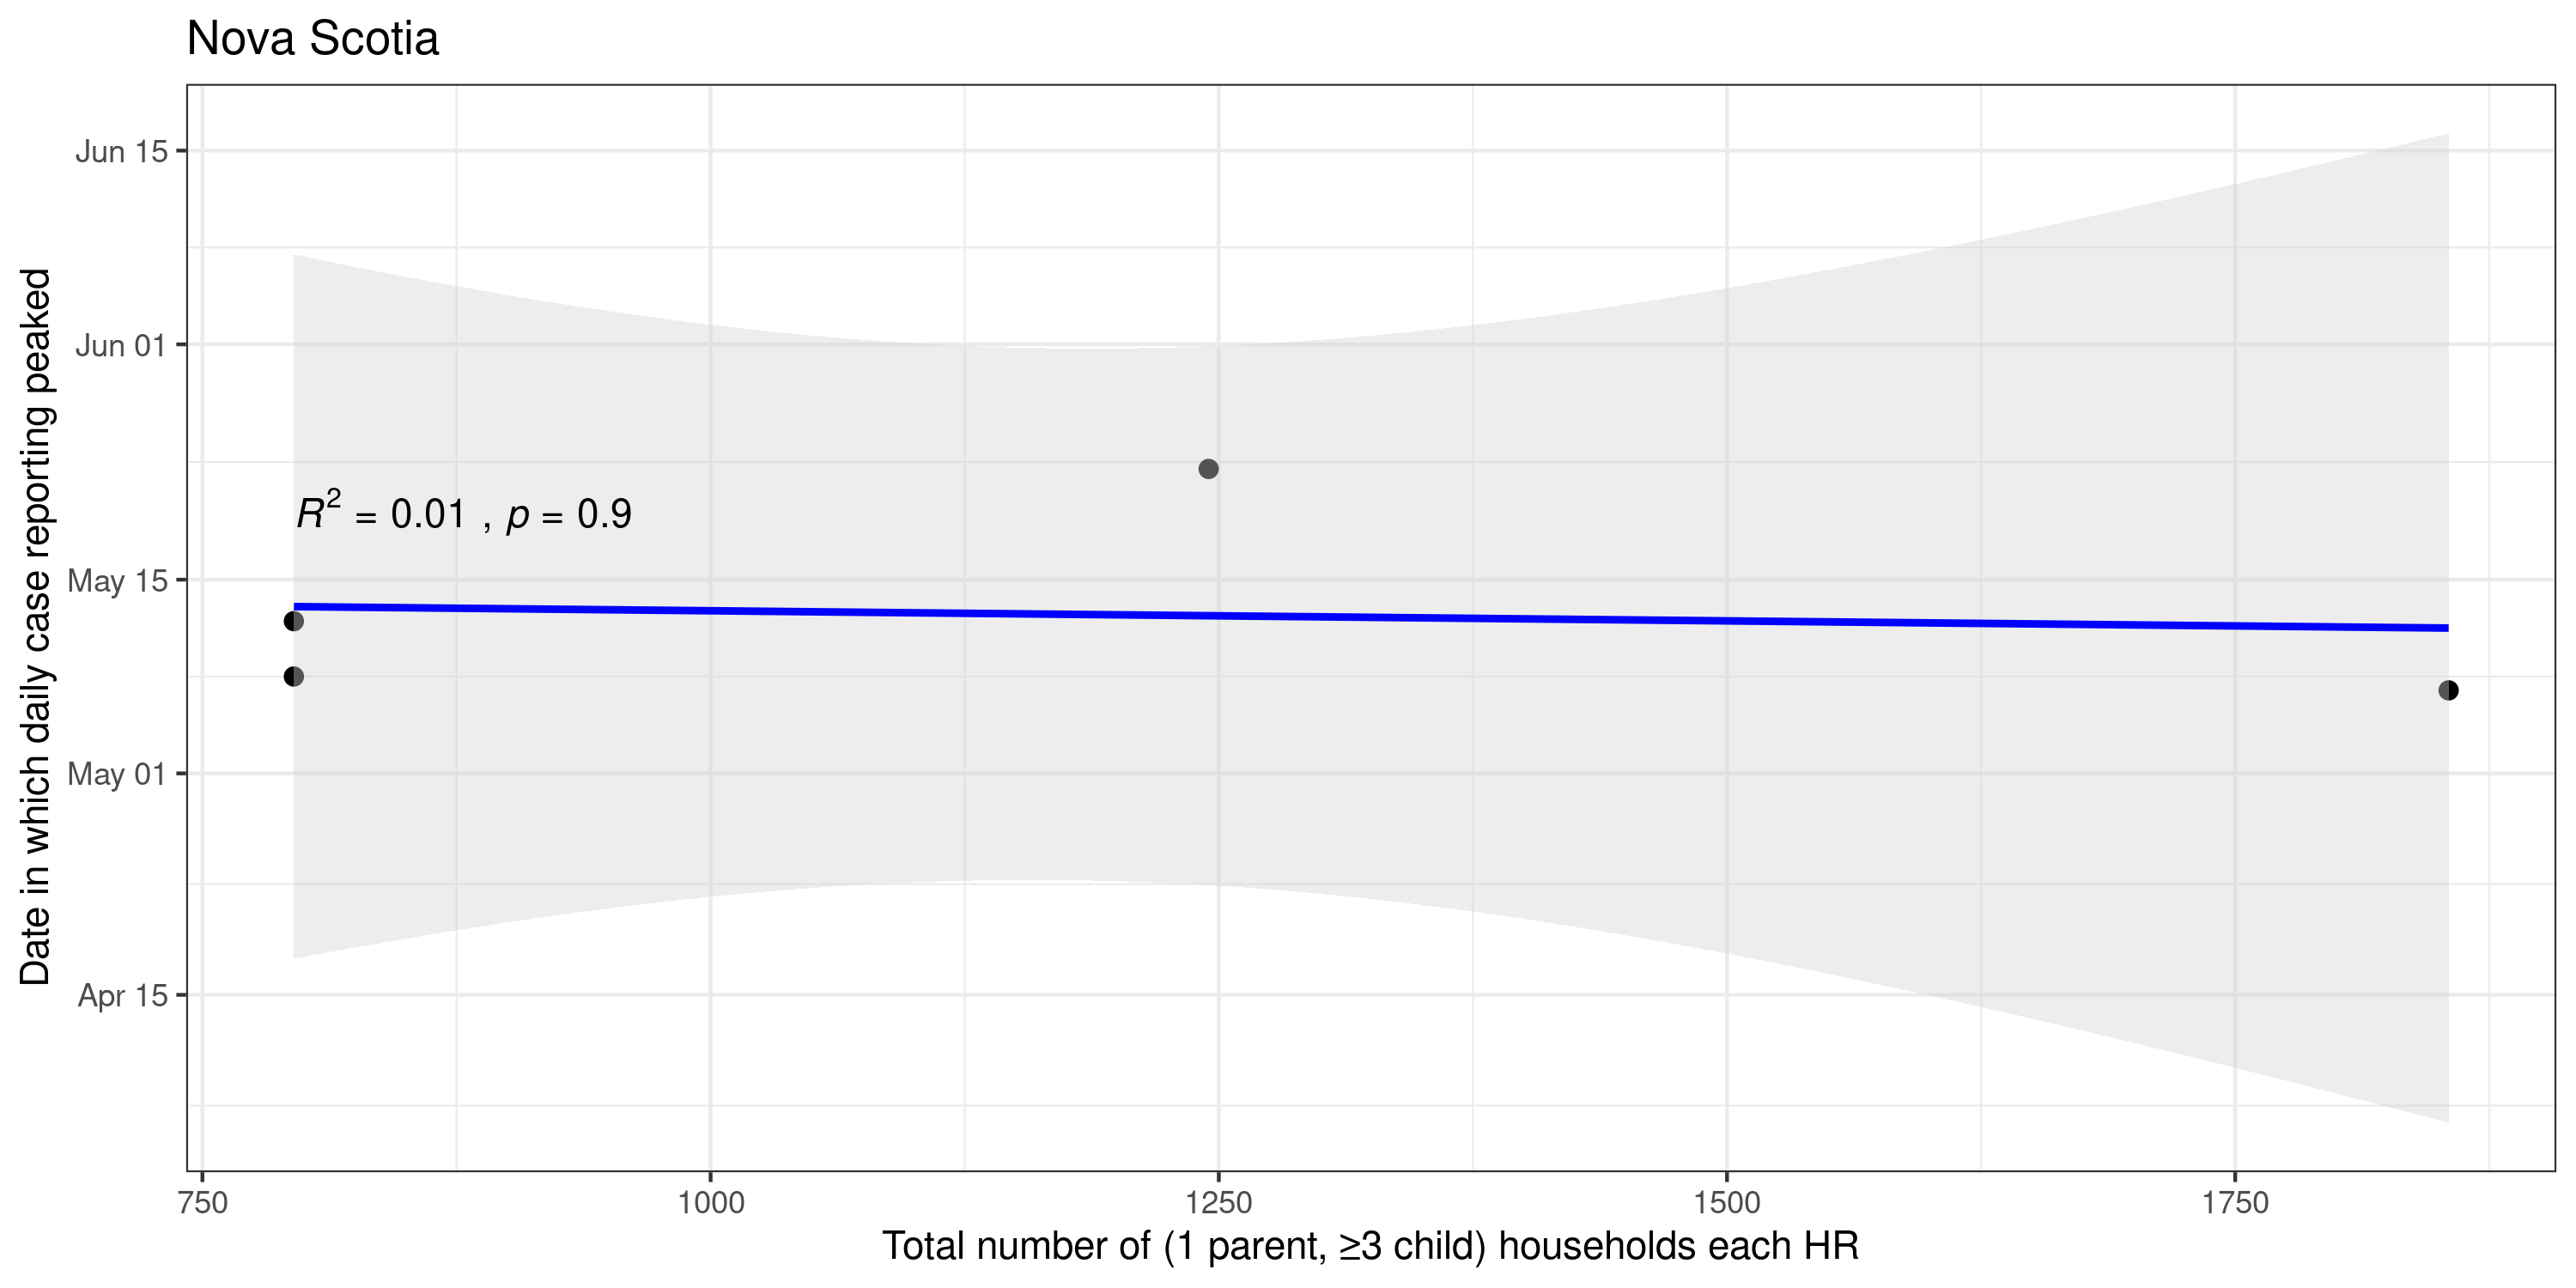 Nova Scotia
Date in which daily case reporting peaked
Jun 15
Jun 01
May 15
May 01
Apr 15
R² = 0.01 , p = 0.9
750 1000 1250 1500 1750
Total number of (1 parent, ≥3 child) households each HR